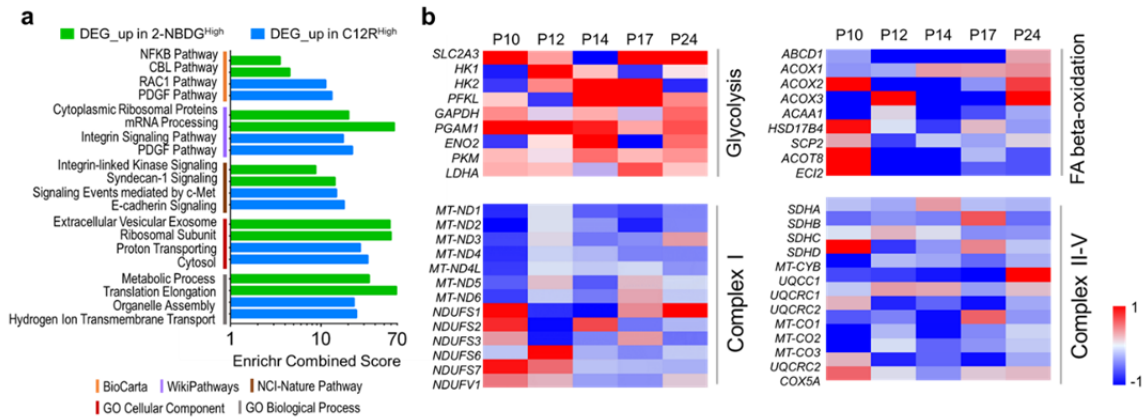 a
DEG_up in 2-NBDGHigh
DEG_up in C12RHigh
NFKB Pathway
CBL Pathway
RAC1 Pathway
PDGF Pathway
Cytoplasmic Ribosomal Proteins
mRNA Processing
Integrin Signaling Pathway
PDGF Pathway
Integrin-linked Kinase Signaling
Syndecan-1 Signaling
Signaling Events mediated by c-Met
E-cadherin Signaling
Extracellular Vesicular Exosome
Ribosomal Subunit
Proton Transporting
Cytosol
Metabolic Process
Translation Elongation
Organelle Assembly
Hydrogen Ion Transmembrane Transport
1 10 70
Enrichr Combined Score
BioCarta WikiPathways NCI-Nature Pathway
GO Cellular Component GO Biological Process
b
P10 P12 P14 P17 P24
SLC2A3
HK1
HK2
PFKL
GAPDH
PGAM1
ENO2
PKM
LDHA
Glycolysis
P10 P12 P14 P17 P24
ABCD1
ACOX1
ACOX2
ACOX3
ACAA1
HSD17B4
SCP2
ACOT8
ECI2
FA beta-oxidation
MT-ND1
MT-ND2
MT-ND3
MT-ND4
MT-ND4L
MT-ND5
MT-ND6
NDUFS1
NDUFS2
NDUFS3
NDUFS6
NDUFS7
NDUFV1
Complex I
SDHA
SDHB
SDHC
SDHD
MT-CYB
UQCC1
UQCRC1
UQCRC2
MT-CO1
MT-CO2
MT-CO3
UQCRC2
COX5A
Complex II-V
1
-1